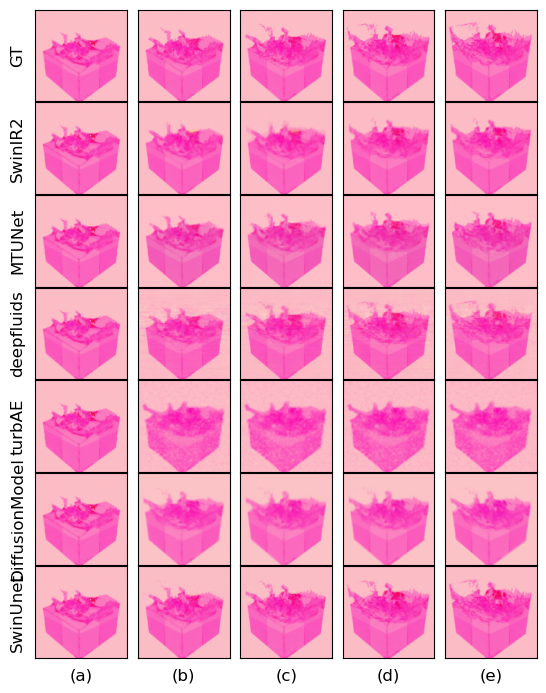 GT
SwinIR2
MTUNet
deepfluids
turbAE
DiffusionModel
SwinUnet
(a) (b) (c) (d) (e)